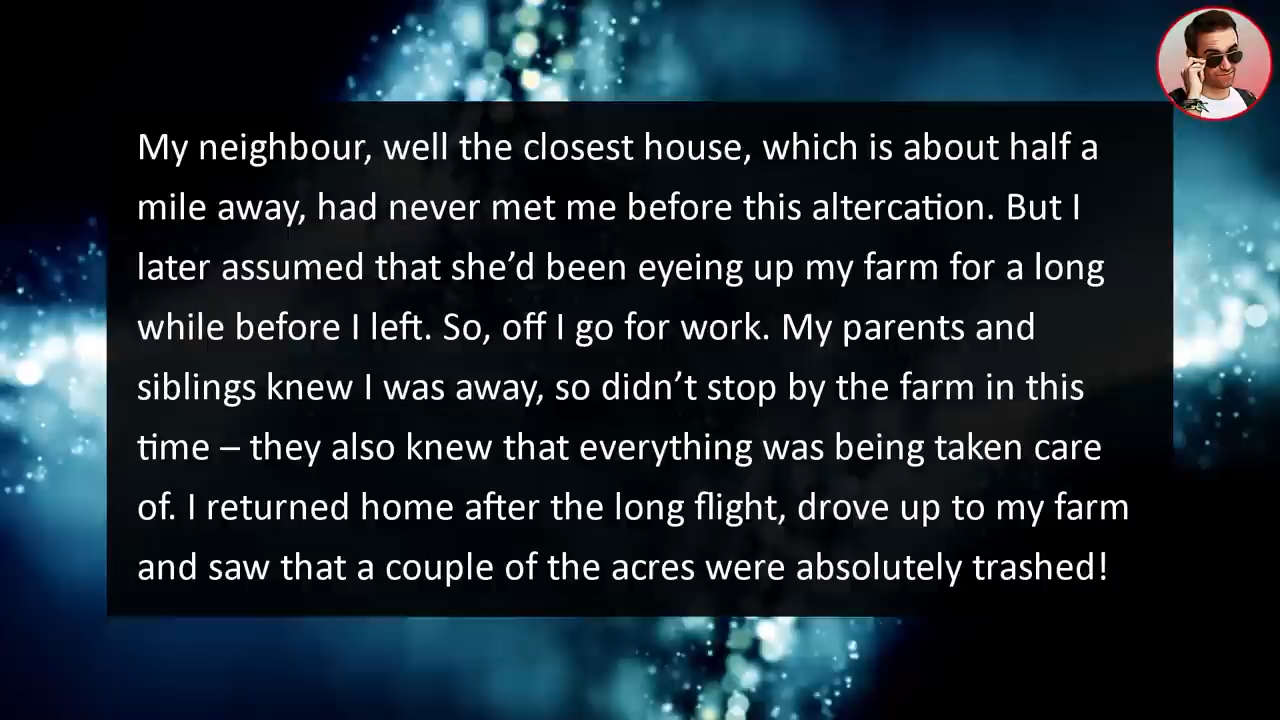 My neighbour, well the closest house, which is about half a
mile away, had never met me before this altercation. But I
later assumed that she’d been eyeing up my farm for a long
while before I left. So, off I go for work. My parents and
siblings knew I was away, so didn’t stop by the farm in this
time – they also knew that everything was being taken care
of. I returned home after the long flight, drove up to my farm
and saw that a couple of the acres were absolutely trashed!